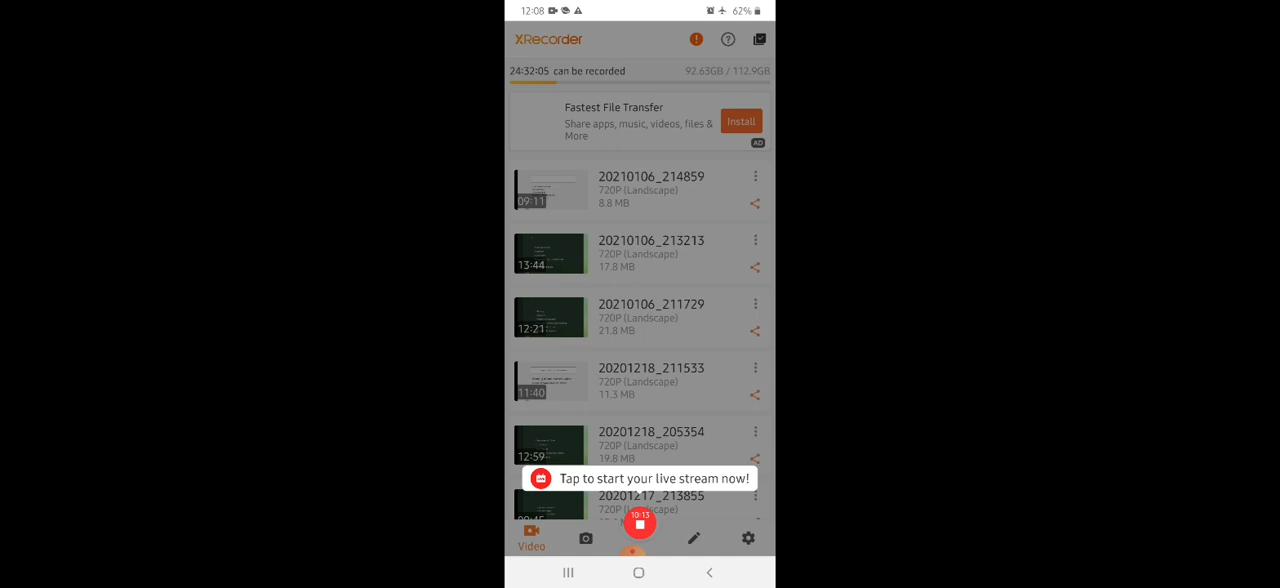 12:08
62%
XRecorder
24:32:05 can be recorded
92.63GB / 112.9GB
Fastest File Transfer
Share apps, music, videos, files &
More
Install
AD
20210106_214859
720P (Landscape)
8.8 MB
09:11
20210106_213213
720P (Landscape)
17.8 MB
13:44
20210106_211729
720P (Landscape)
21.8 MB
12:21
20201218_211533
720P (Landscape)
11.3 MB
11:40
20201218_205354
720P (Landscape)
19.8 MB
12:59
Tap to start your live stream now!
20201217_213855
10:13
Video